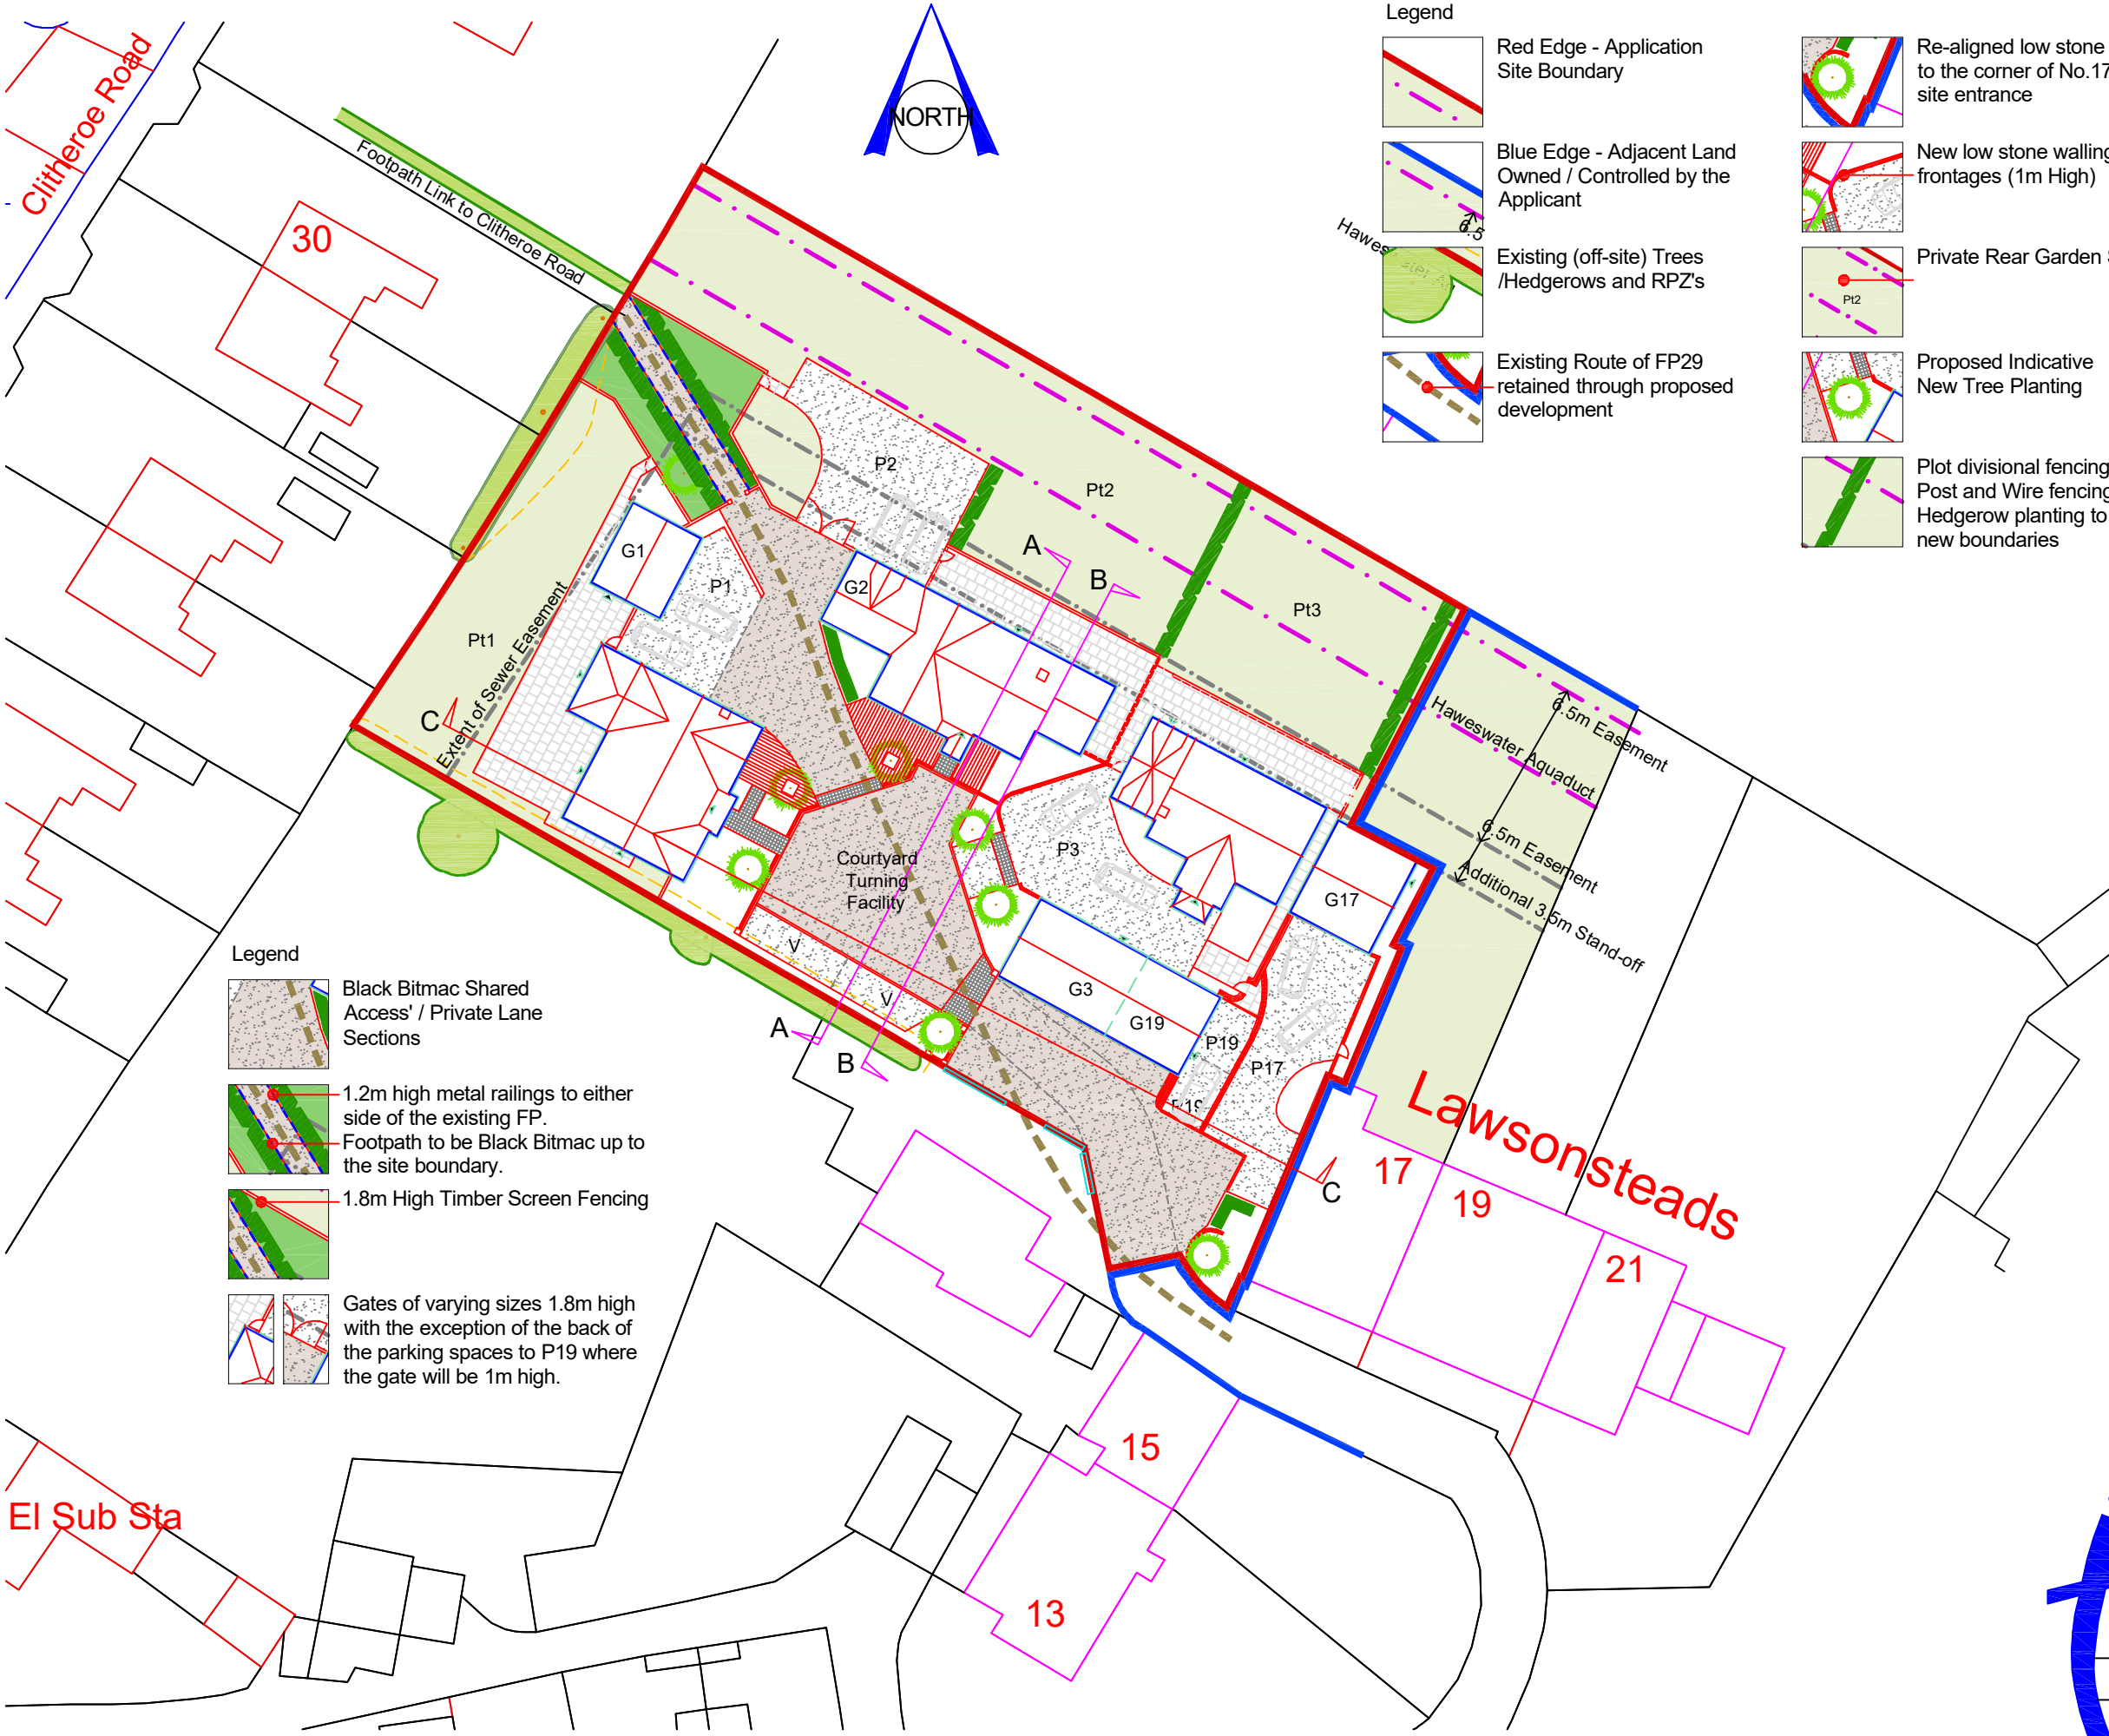 Clitheroe Road
Footpath Link to Clitheroe Road
30
NORTH
Legend
Red Edge - Application
Site Boundary
Blue Edge - Adjacent Land
Owned / Controlled by the
Applicant
6.5
Hawes
Existing (off-site) Trees
/Hedgerows and RPZ's
Existing Route of FP29
retained through proposed
development
Re-aligned low stone
to the corner of No.17
site entrance
New low stone walling
frontages (1m High)
Private Rear Garden
Pt2
Proposed Indicative
New Tree Planting
Plot divisional fencing
Post and Wire fencing
Hedgerow planting to
new boundaries
P2
Pt2
A
B
G1
P1
G2
Pt3
Pt1
Extent of Sewer Easement
C
6.5m Easement
Haweswater Aquaduct
6.5m Easement
Additional 3.5m Stand-off
P3
Courtyard
Turning
Facility
G17
V
V
G3
G19
P19
P17
P19
A
B
C
Lawsonsteads
17
19
21
Legend
Black Bitmac Shared
Access' / Private Lane
Sections
1.2m high metal railings to either
side of the existing FP.
Footpath to be Black Bitmac up to
the site boundary.
1.8m High Timber Screen Fencing
Gates of varying sizes 1.8m high
with the exception of the back of
the parking spaces to P19 where
the gate will be 1m high.
15
13
El Sub Sta